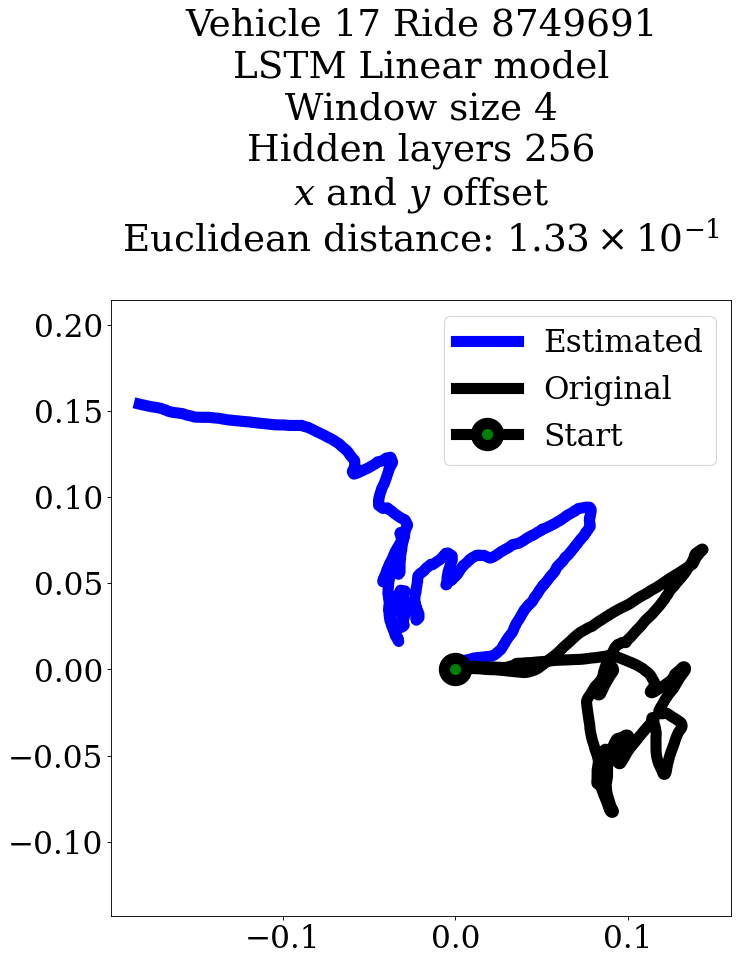 Vehicle 17 Ride 8749691
LSTM Linear model
Window size 4
Hidden layers 256
x and y offset
Euclidean distance: 1.33 × 10⁻¹
Estimated
Original
Start
0.20
0.15
0.10
0.05
0.00
−0.05
−0.10
−0.1
0.0
0.1